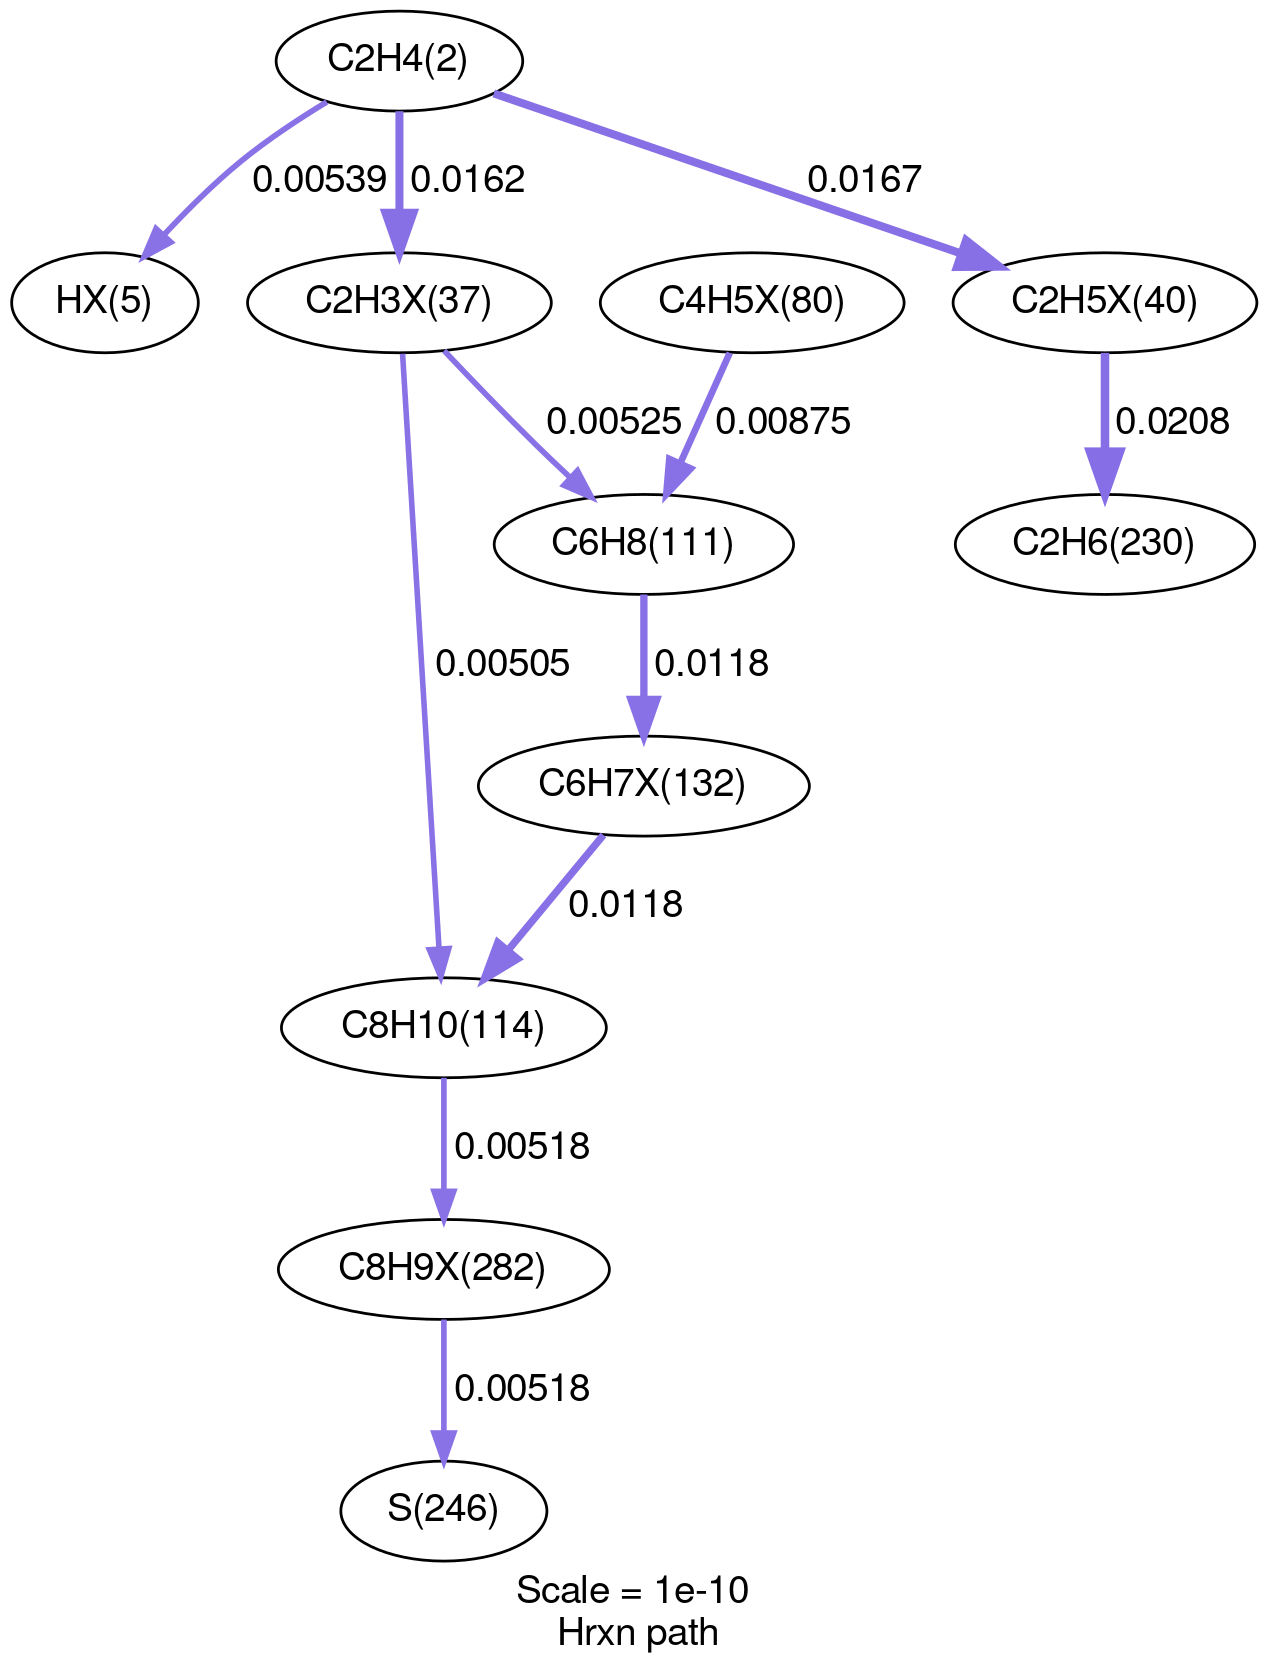 C2H4(2)
0.00539
0.0162
0.0167
HX(5)
C2H3X(37)
C4H5X(80)
C2H5X(40)
0.00525
0.00875
0.0208
C6H8(111)
C2H6(230)
0.00505
0.0118
C6H7X(132)
0.0118
C8H10(114)
0.00518
C8H9X(282)
0.00518
S(246)
Scale = 1e-10
Hrxn path